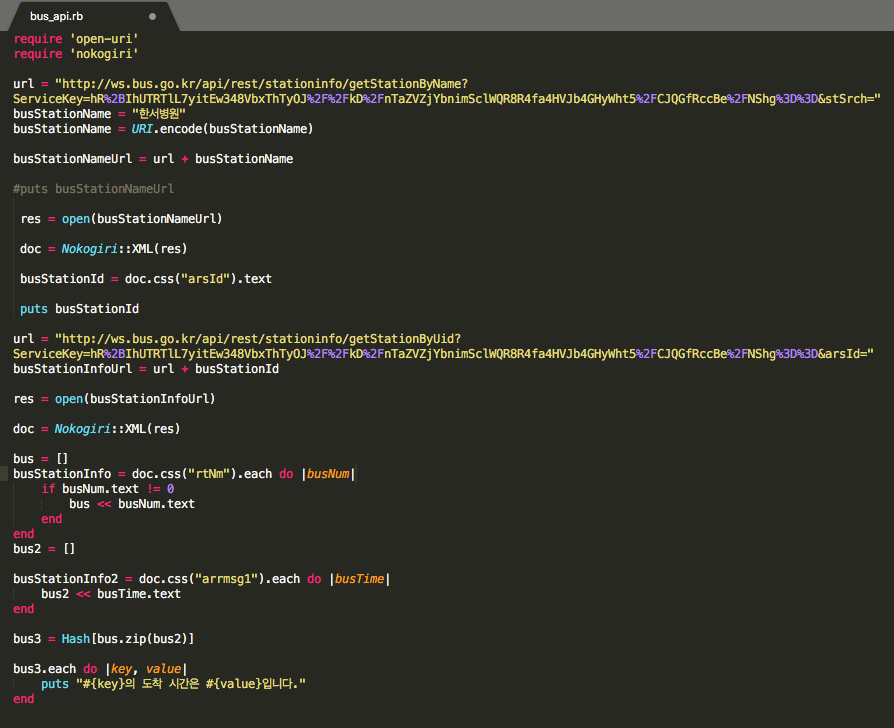 bus_api.rb
require 'open-uri'
require 'nokogiri'
url = "http://ws.bus.go.kr/api/rest/stationinfo/getStationByName?
ServiceKey=hR%2BIhUTRTlL7yitEw348VbxThTyOJ%2F%2FkD%2FnTaZVZjYbnimSclWQR8R4fa4HVJb4GHyWht5%2FCJQGfRccBe%2FNShg%3D%3D&stSrch="
busStationName = "한서병원"
busStationName = URI.encode(busStationName)
busStationNameUrl = url + busStationName
#puts busStationNameUrl
res = open(busStationNameUrl)
doc = Nokogiri::XML(res)
busStationId = doc.css("arsId").text
puts busStationId
url = "http://ws.bus.go.kr/api/rest/stationinfo/getStationByUid?
ServiceKey=hR%2BIhUTRTlL7yitEw348VbxThTyOJ%2F%2FkD%2FnTaZVZjYbnimSclWQR8R4fa4HVJb4GHyWht5%2FCJQGfRccBe%2FNShg%3D%3D&arsId="
busStationInfoUrl = url + busStationId
res = open(busStationInfoUrl)
doc = Nokogiri::XML(res)
bus = []
busStationInfo = doc.css("rtNm").each do |busNum|
if busNum.text != 0
bus << busNum.text
end
end
bus2 = []
busStationInfo2 = doc.css("arrmsg1").each do |busTime|
bus2 << busTime.text
end
bus3 = Hash[bus.zip(bus2)]
bus3.each do |key, value|
puts "#{key}의 도착 시간은 #{value}입니다."
end